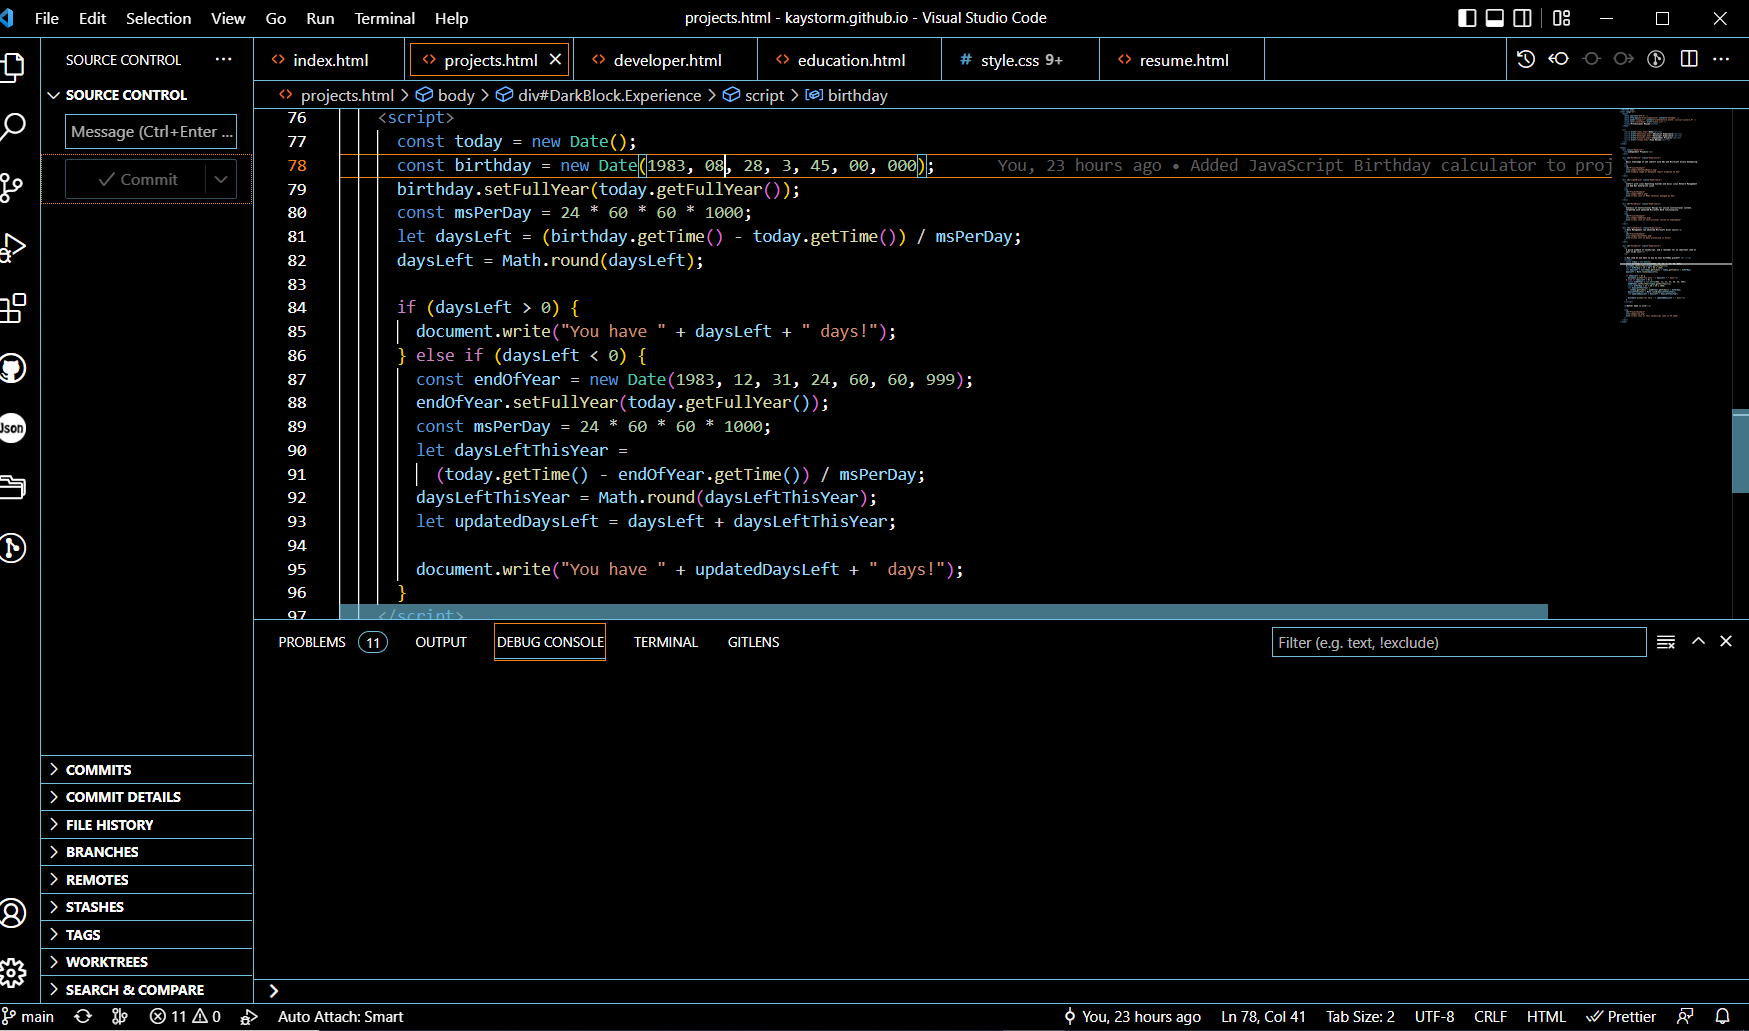 File Edit Selection View Go Run Terminal Help projects.html - kaystorm.github.io - Visual Studio Code
SOURCE CONTROL ···
index.html projects.html developer.html education.html # style.css 9+ resume.html
SOURCE CONTROL
projects.html > body > div#DarkBlock.Experience > script > birthday
Message (Ctrl+Enter ...
Commit
Json
76 <script>
77 const today = new Date();
78 const birthday = new Date(1983, 08, 28, 3, 45, 00, 000); You, 23 hours ago • Added JavaScript Birthday calculator to proj
79 birthday.setFullYear(today.getFullYear());
80 const msPerDay = 24 * 60 * 60 * 1000;
81 let daysLeft = (birthday.getTime() - today.getTime()) / msPerDay;
82 daysLeft = Math.round(daysLeft);
83
84 if (daysLeft > 0) {
85 document.write("You have " + daysLeft + " days!");
86 } else if (daysLeft < 0) {
87 const endOfYear = new Date(1983, 12, 31, 24, 60, 60, 999);
88 endOfYear.setFullYear(today.getFullYear());
89 const msPerDay = 24 * 60 * 60 * 1000;
90 let daysLeftThisYear =
91 (today.getTime() - endOfYear.getTime()) / msPerDay;
92 daysLeftThisYear = Math.round(daysLeftThisYear);
93 let updatedDaysLeft = daysLeft + daysLeftThisYear;
94
95 document.write("You have " + updatedDaysLeft + " days!");
96 }
97 </script>
PROBLEMS 11 OUTPUT DEBUG CONSOLE TERMINAL GITLENS Filter (e.g. text, !exclude)
COMMITS
COMMIT DETAILS
FILE HISTORY
BRANCHES
REMOTES
STASHES
TAGS
WORKTREES
SEARCH & COMPARE
main 11 0 Auto Attach: Smart You, 23 hours ago Ln 78, Col 41 Tab Size: 2 UTF-8 CRLF HTML Prettier